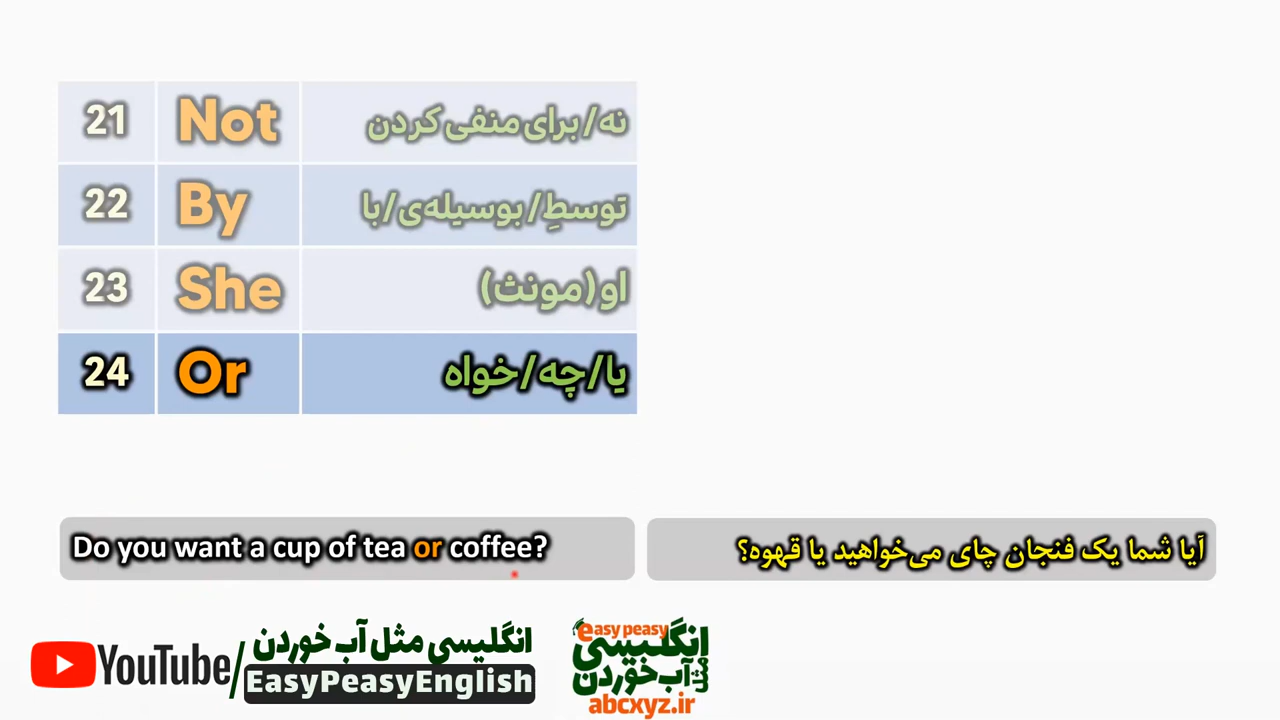 21 Not نه/برای منفی کردن
22 By توسطِ/بوسیله‌ی/با
23 She او(مونث)
24 Or یا/چه/خواه
Do you want a cup of tea or coffee?
آیا شما یک فنجان چای می‌خواهید یا قهوه؟
YouTube/
انگلیسی مثل آب خوردن
EasyPeasyEnglish
easy peasy
انگلیسی
مثل
آب خوردن
abcxyz.ir